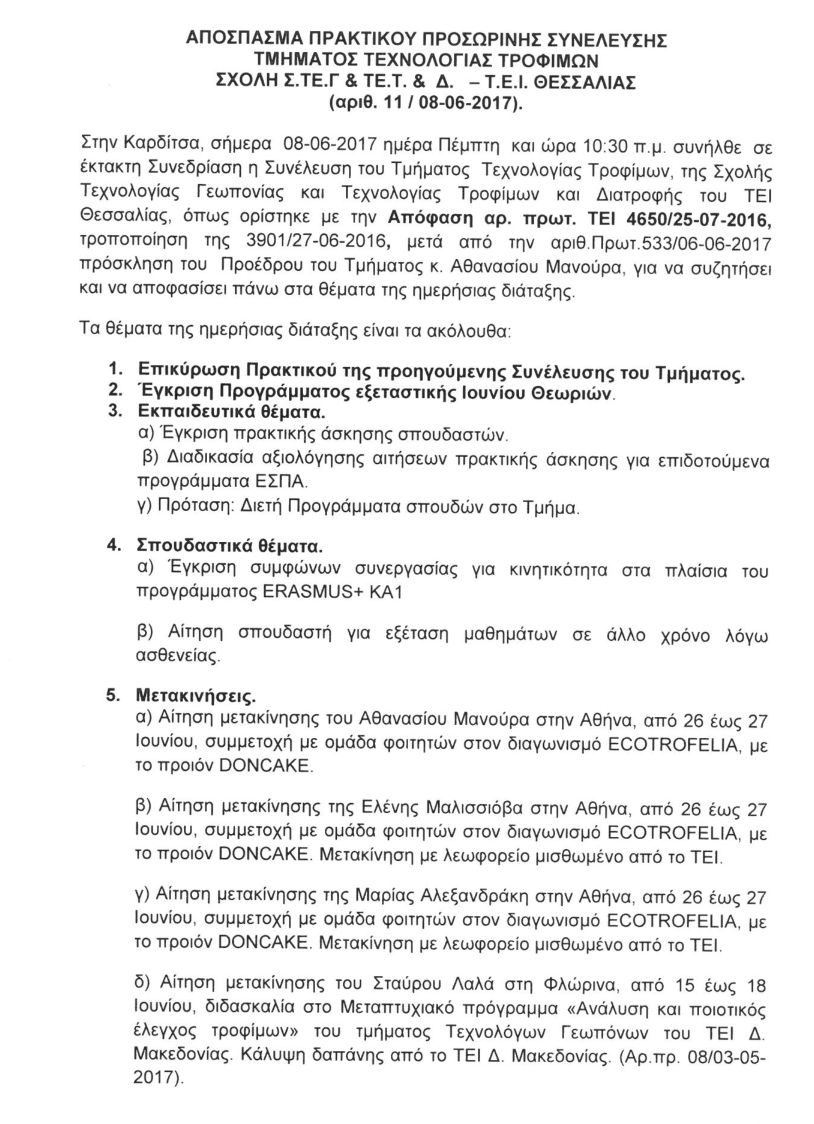 ΑΠΟΣΠΑΣΜΑ ΠΡΑΚΤΙΚΟΥ ΠΡΟΣΩΡΙΝΗΣ ΣΥΝΕΛΕΥΣΗΣ
ΤΜΗΜΑΤΟΣ ΤΕΧΝΟΛΟΓΙΑΣ ΤΡΟΦΙΜΩΝ
ΣΧΟΛΗ Σ.ΤΕ.Γ & ΤΕ.Τ. & Δ. – Τ.Ε.Ι. ΘΕΣΣΑΛΙΑΣ
(αριθ. 11 / 08-06-2017).
Στην Καρδίτσα, σήμερα 08-06-2017 ημέρα Πέμπτη και ώρα 10:30 π.μ. συνήλθε σε
έκτακτη Συνεδρίαση η Συνέλευση του Τμήματος Τεχνολογίας Τροφίμων, της Σχολής
Τεχνολογίας Γεωπονίας και Τεχνολογίας Τροφίμων και Διατροφής του ΤΕΙ
Θεσσαλίας, όπως ορίστηκε με την Απόφαση αρ. πρωτ. ΤΕΙ 4650/25-07-2016,
τροποποίηση της 3901/27-06-2016, μετά από την αριθ.Πρωτ.533/06-06-2017
πρόσκληση του Προέδρου του Τμήματος κ. Αθανασίου Μανούρα, για να συζητήσει
και να αποφασίσει πάνω στα θέματα της ημερήσιας διάταξης.
Τα θέματα της ημερήσιας διάταξης είναι τα ακόλουθα:
1. Επικύρωση Πρακτικού της προηγούμενης Συνέλευσης του Τμήματος.
2. Έγκριση Προγράμματος εξεταστικής Ιουνίου Θεωριών.
3. Εκπαιδευτικά θέματα.
α) Έγκριση πρακτικής άσκησης σπουδαστών.
β) Διαδικασία αξιολόγησης αιτήσεων πρακτικής άσκησης για επιδοτούμενα
προγράμματα ΕΣΠΑ.
γ) Πρόταση: Διετή Προγράμματα σπουδών στο Τμήμα.
4. Σπουδαστικά θέματα.
α) Έγκριση συμφώνων συνεργασίας για κινητικότητα στα πλαίσια του
προγράμματος ERASMUS+ KA1
β) Αίτηση σπουδαστή για εξέταση μαθημάτων σε άλλο χρόνο λόγω
ασθενείας.
5. Μετακινήσεις.
α) Αίτηση μετακίνησης του Αθανασίου Μανούρα στην Αθήνα, από 26 έως 27
Ιουνίου, συμμετοχή με ομάδα φοιτητών στον διαγωνισμό ECOTROFELIA, με
το προιόν DONCAKE.
β) Αίτηση μετακίνησης της Ελένης Μαλισσιόβα στην Αθήνα, από 26 έως 27
Ιουνίου, συμμετοχή με ομάδα φοιτητών στον διαγωνισμό ECOTROFELIA, με
το προιόν DONCAKE. Μετακίνηση με λεωφορείο μισθωμένο από το ΤΕΙ.
γ) Αίτηση μετακίνησης της Μαρίας Αλεξανδράκη στην Αθήνα, από 26 έως 27
Ιουνίου, συμμετοχή με ομάδα φοιτητών στον διαγωνισμό ECOTROFELIA, με
το προιόν DONCAKE. Μετακίνηση με λεωφορείο μισθωμένο από το ΤΕΙ.
δ) Αίτηση μετακίνησης του Σταύρου Λαλά στη Φλώρινα, από 15 έως 18
Ιουνίου, διδασκαλία στο Μεταπτυχιακό πρόγραμμα «Ανάλυση και ποιοτικός
έλεγχος τροφίμων» του τμήματος Τεχνολόγων Γεωπόνων του ΤΕΙ Δ.
Μακεδονίας. Κάλυψη δαπάνης από το ΤΕΙ Δ. Μακεδονίας. (Αρ.πρ. 08/03-05-
2017).